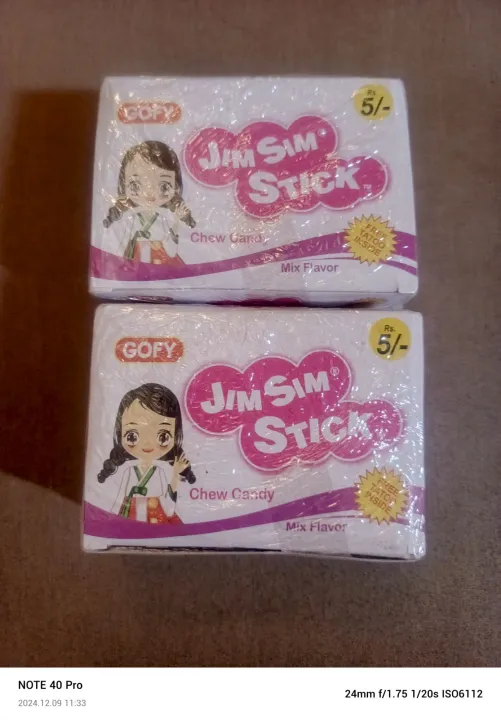 GOFY
Rs
5/-
JIM SIM
STICK
Chew Cand
FREE
Mix Flavor
GOFY
Rs.
5/-
JIM SIM®
STICK
Chew Candy
Mix Flavor
NOTE 40 Pro
2024.12.09 11:33
24mm f/1.75 1/20s ISO6112